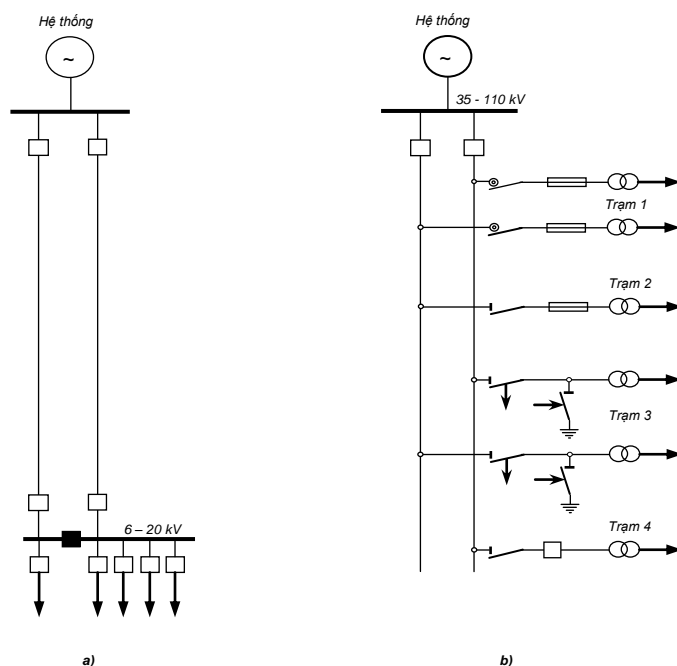 Hệ thống
~
6 – 20 kV
a)
Hệ thống
~
35 - 110 kV
Trạm 1
Trạm 2
Trạm 3
Trạm 4
b)